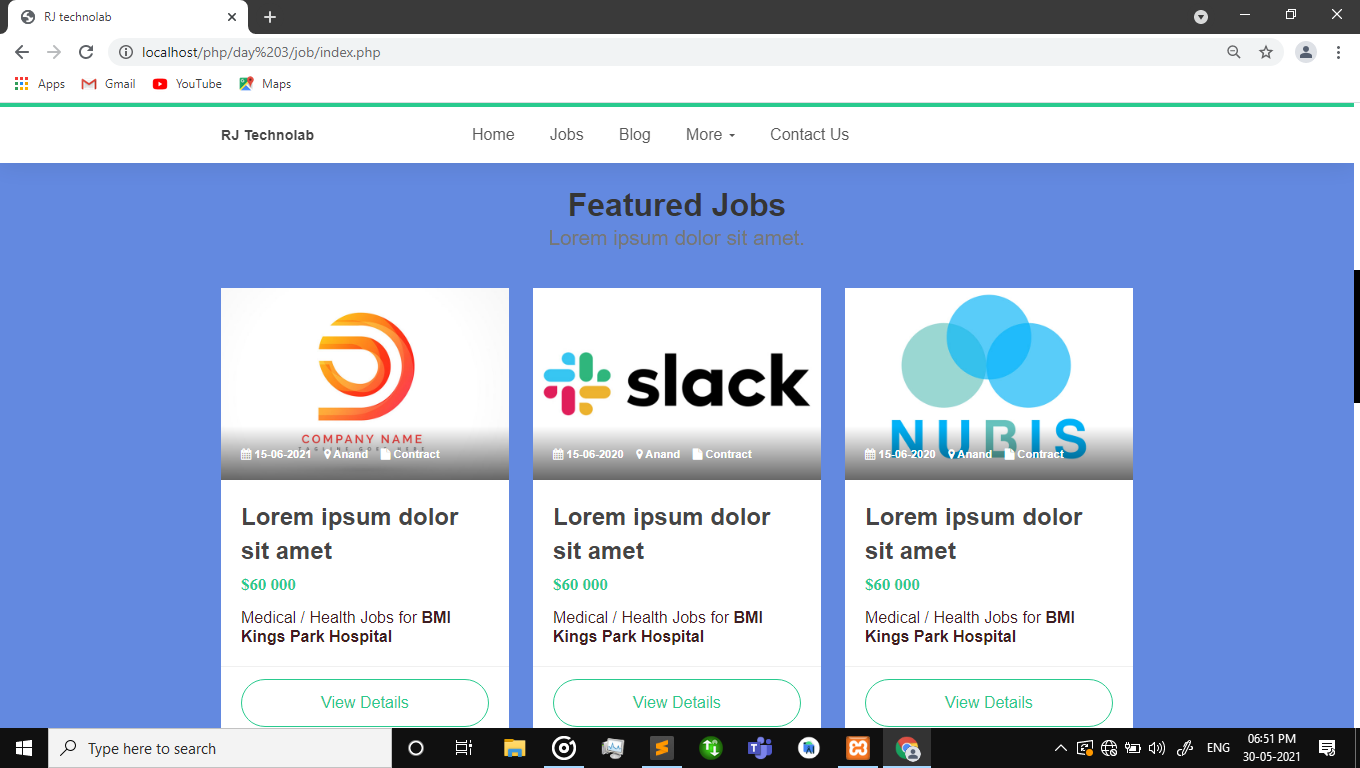 RJ technolab
localhost/php/day%203/job/index.php
Apps Gmail YouTube Maps
RJ Technolab Home Jobs Blog More Contact Us
Featured Jobs
Lorem ipsum dolor sit amet.
COMPANY NAME
15-06-2021 Anand Contract
Lorem ipsum dolor
sit amet
$60 000
Medical / Health Jobs for BMI
Kings Park Hospital
View Details
slack
15-06-2020 Anand Contract
Lorem ipsum dolor
sit amet
$60 000
Medical / Health Jobs for BMI
Kings Park Hospital
View Details
NUBIS
15-06-2020 Anand Contract
Lorem ipsum dolor
sit amet
$60 000
Medical / Health Jobs for BMI
Kings Park Hospital
View Details
Type here to search
ENG
06:51 PM
30-05-2021